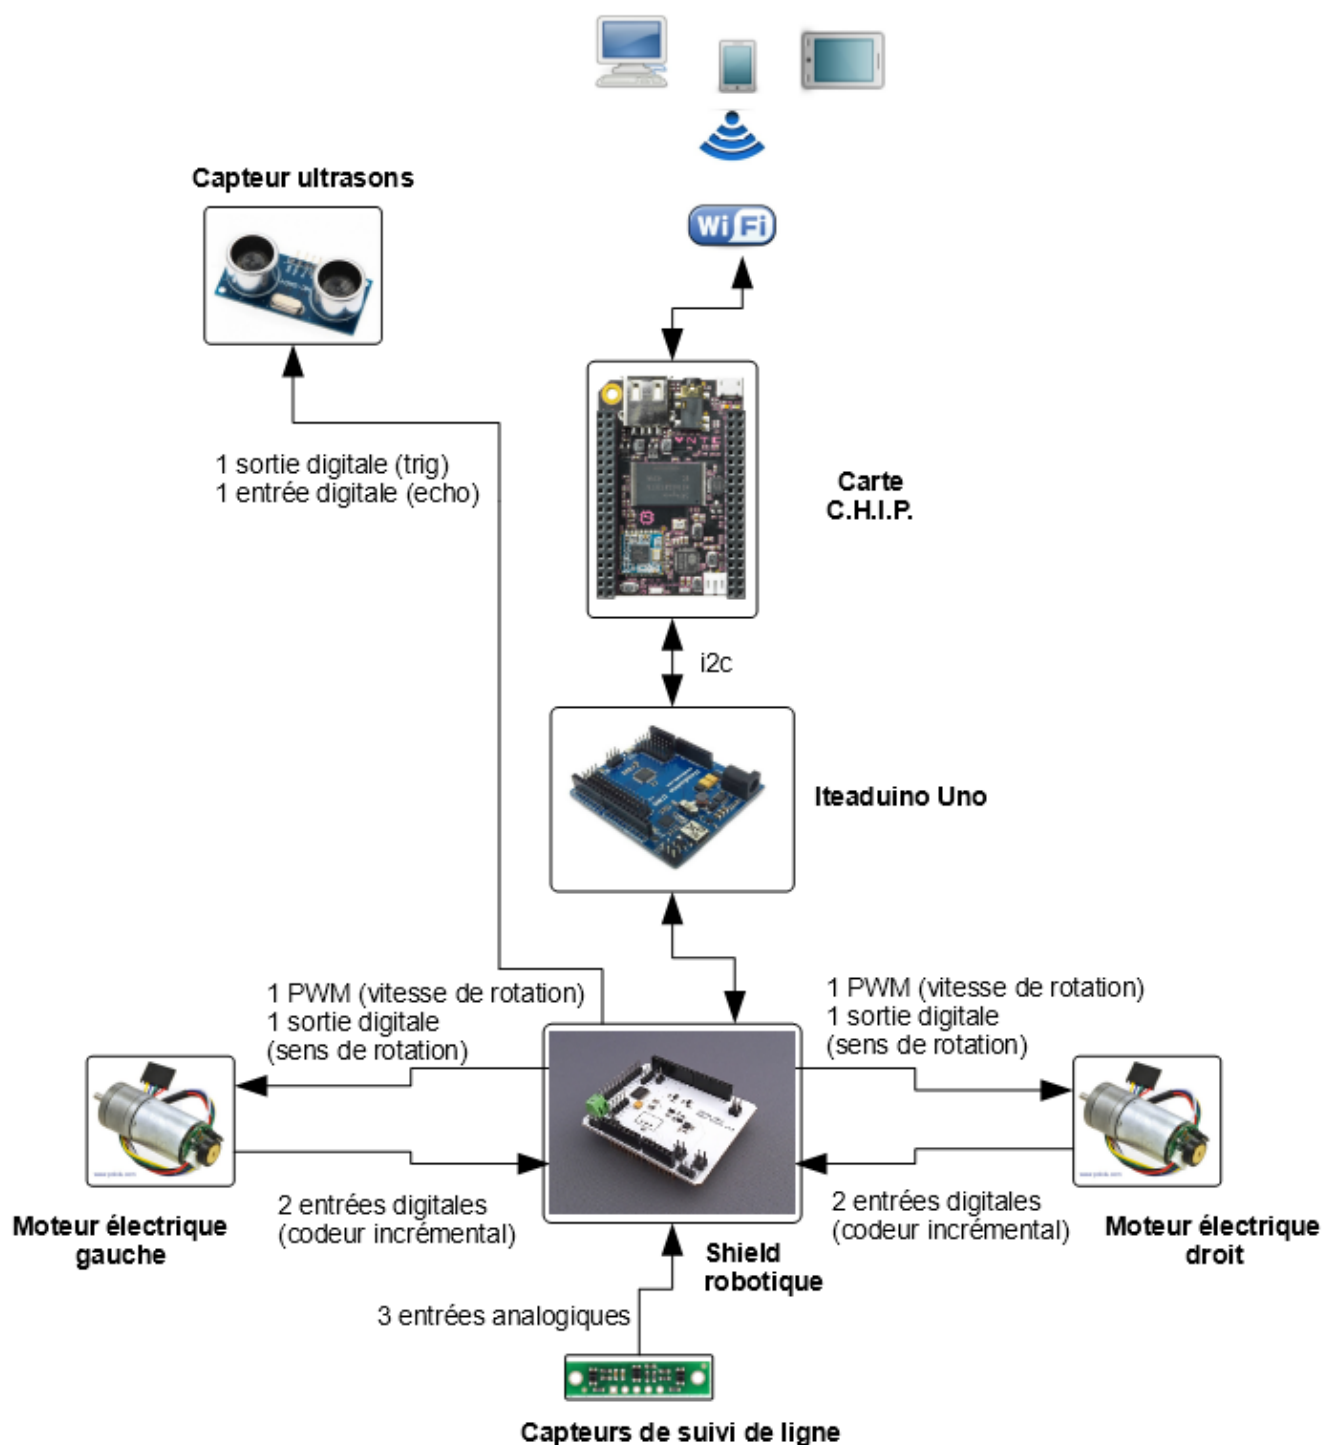 WiFi
Capteur ultrasons
1 sortie digitale (trig)
1 entrée digitale (echo)
Carte
C.H.I.P.
i2c
Iteaduino Uno
1 PWM (vitesse de rotation)
1 sortie digitale
(sens de rotation)
1 PWM (vitesse de rotation)
1 sortie digitale
(sens de rotation)
2 entrées digitales
(codeur incrémental)
2 entrées digitales
(codeur incrémental)
Moteur électrique
gauche
Moteur électrique
droit
Shield
robotique
3 entrées analogiques
Capteurs de suivi de ligne